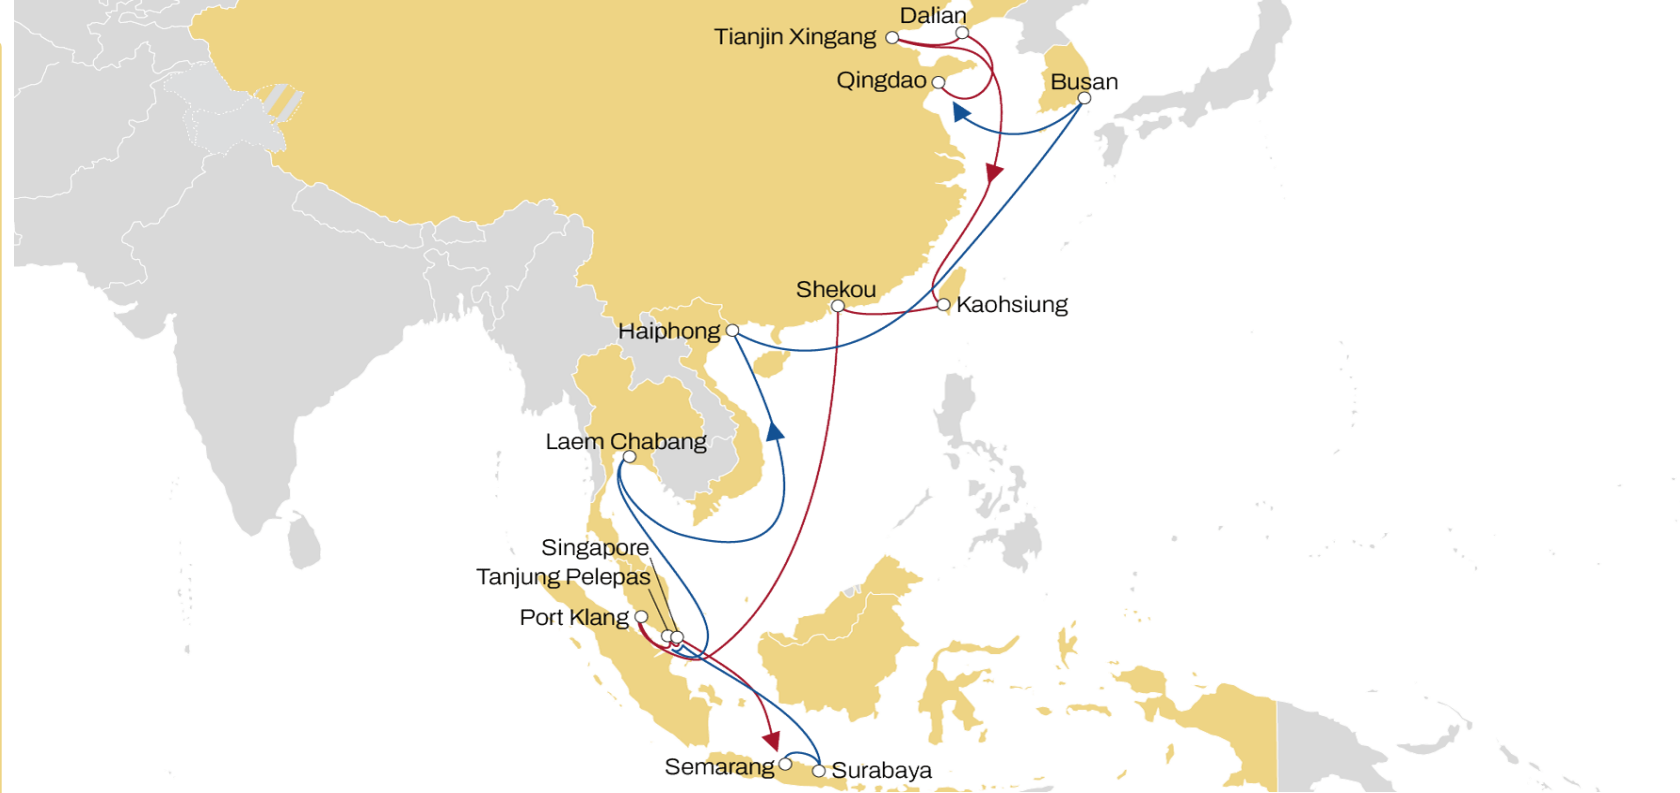 Dalian
Tianjin Xingang
Qingdao
Busan
Shekou
Kaohsiung
Haiphong
Laem Chabang
Singapore
Tanjung Pelepas
Port Klang
Semarang
Surabaya